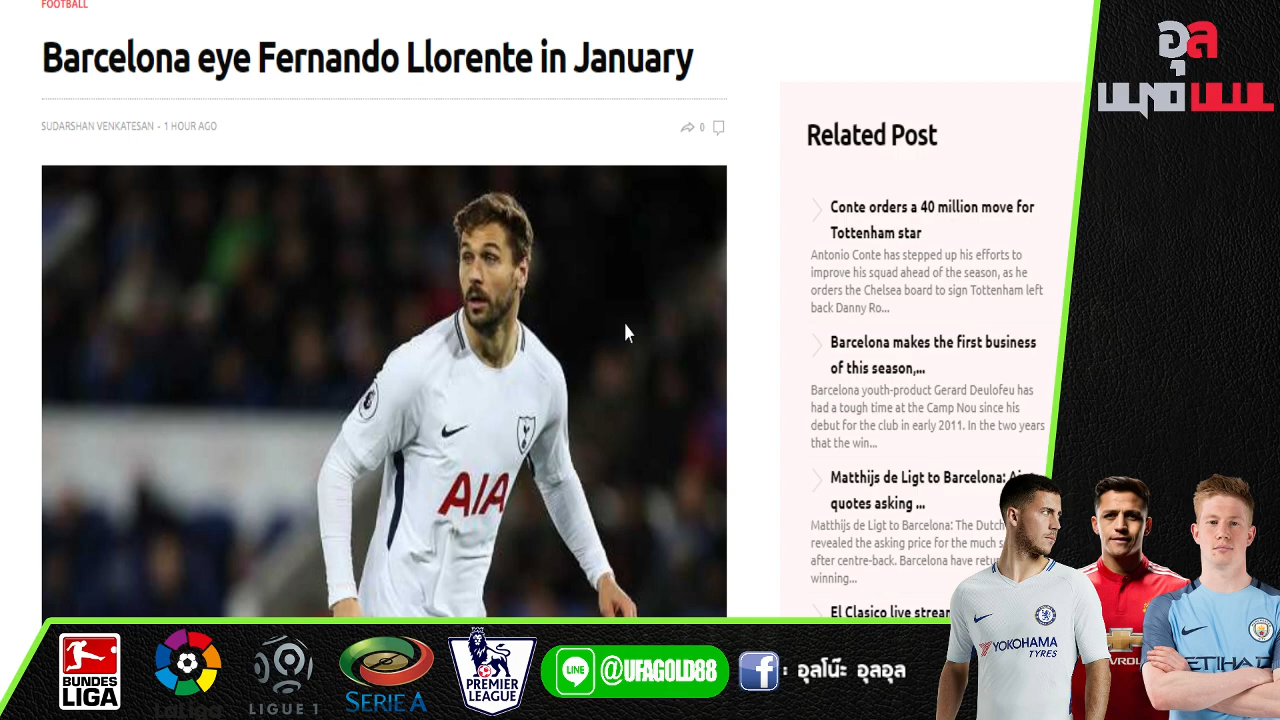 FOOTBALL
Barcelona eye Fernando Llorente in January
SUDARSHAN VENKATESAN - 1 HOUR AGO
0
AIA
Related Post
Conte orders a 40 million move for
Tottenham star
Antonio Conte has stepped up his efforts to
improve his squad ahead of the season, as he
orders the Chelsea board to sign Tottenham left
back Danny Ro...
Barcelona makes the first business
of this season,...
Barcelona youth-product Gerard Deulofeu has
had a tough time at the Camp Nou since his
debut for the club in early 2011. In the two years
that the win...
Matthijs de Ligt to Barcelona:
quotes asking ...
Matthijs de Ligt to Barcelona: The Dutch
revealed the asking price for the much
after centre-back. Barcelona have
winning...
El Clasico live
อุล
BUNDES
LIGA
LaLiga
LIGUE 1
SERIE A
PREMIER
LEAGUE
LINE
@UFAGOLD88
f : อุลโน๊ะ อุลอุล
YOKOHAMA
TYRES
ETIHAD